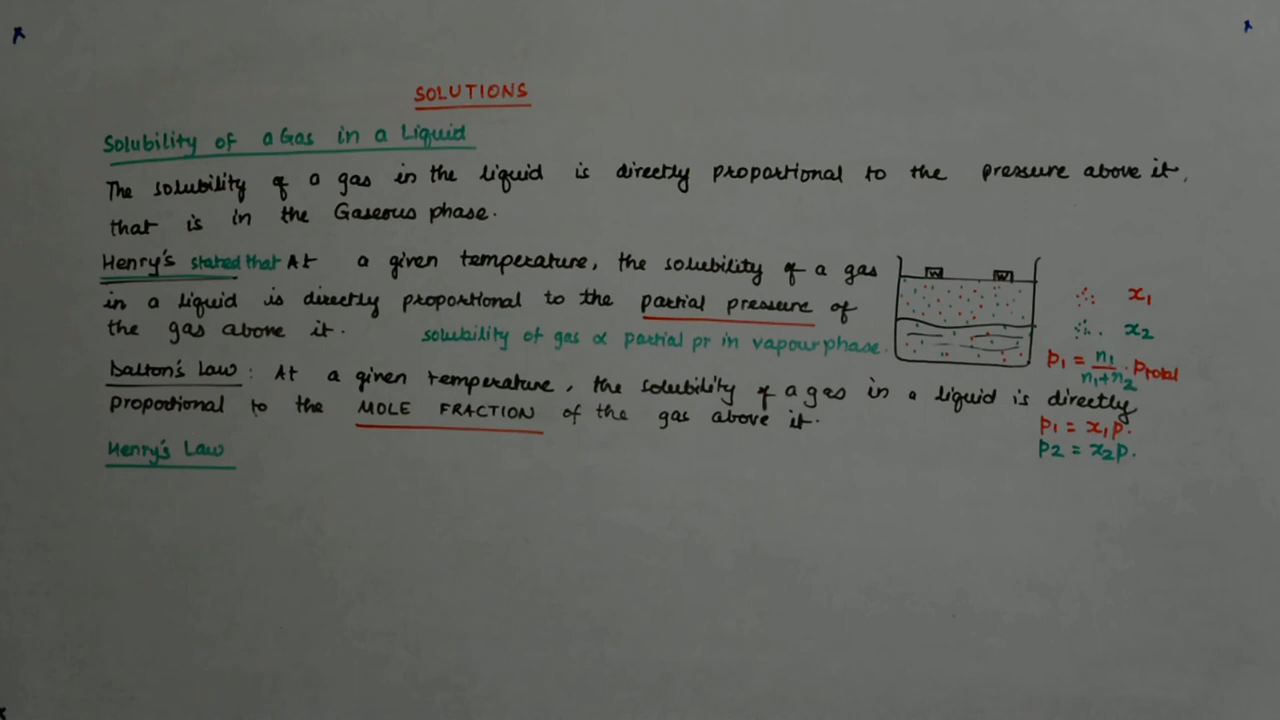 SOLUTIONS
Solubility of a Gas in a Liquid
The solubility of a gas in the liquid is directly proportional to the pressure above it,
that is in the Gaseous phase.
Henry's stated that At a given temperature, the solubility of a gas
in a liquid is directly proportional to the partial pressure of
the gas above it.
solubility of gas ∝ partial pr in vapour phase.
W W
x₁
x₂
p₁ = n₁/(n₁+n₂) · Ptotal
Dalton's Law : At a given temperature, the solubility of a gas in a liquid is directly
proportional to the MOLE FRACTION of the gas above it.
p₁ = x₁p.
p2 = x₂p.
Henry's Law